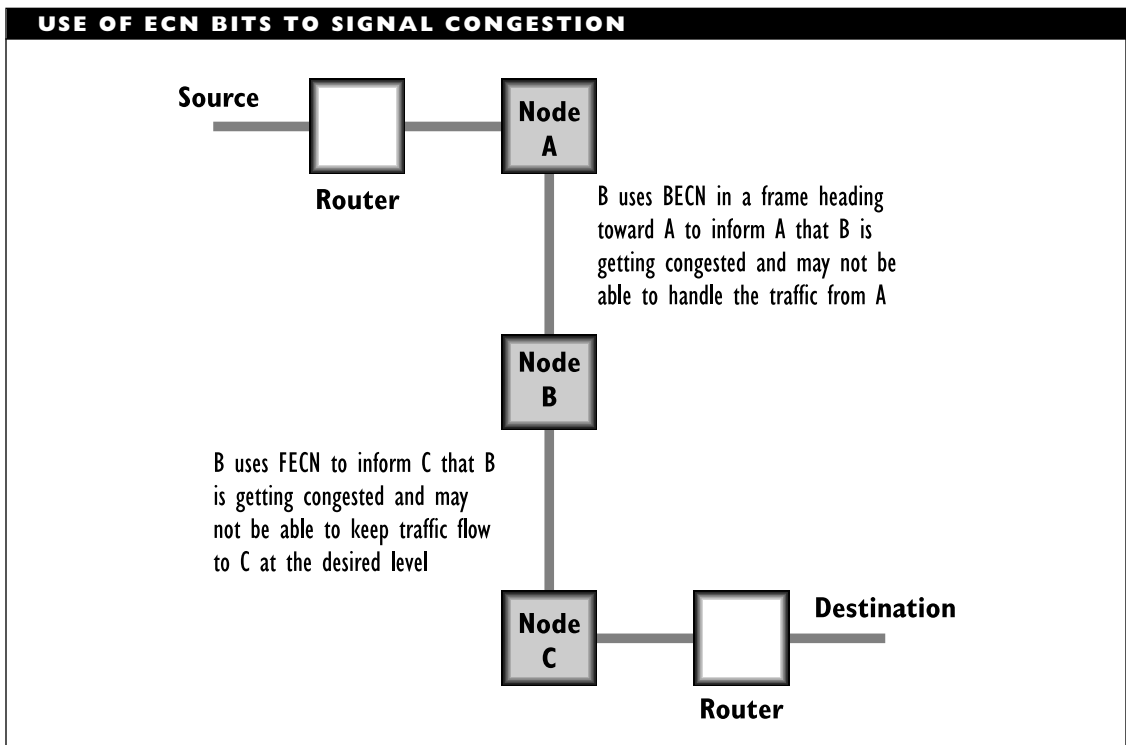 USE OF ECN BITS TO SIGNAL CONGESTION
Source
Router
Node
A
B uses BECN in a frame heading
toward A to inform A that B is
getting congested and may not be
able to handle the traffic from A
Node
B
B uses FECN to inform C that B
is getting congested and may
not be able to keep traffic flow
to C at the desired level
Node
C
Destination
Router